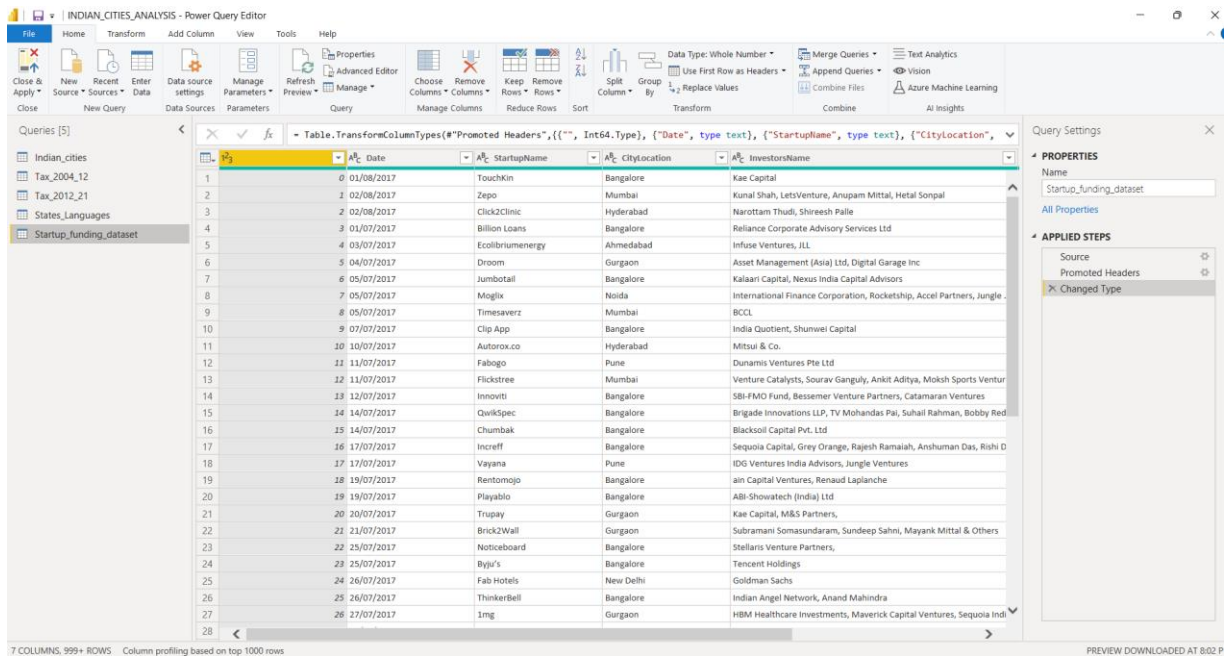 INDIAN_CITIES_ANALYSIS - Power Query Editor
File Home Transform Add Column View Tools Help
Close & Apply
New Source
Recent Sources
Enter Data
Data source settings
Manage Parameters
Refresh Preview
Properties
Advanced Editor
Manage
Choose Columns
Remove Columns
Keep Rows
Remove Rows
Split Column
Group By
Data Type: Whole Number
Use First Row as Headers
Replace Values
Merge Queries
Append Queries
Combine Files
Text Analytics
Vision
Azure Machine Learning
Close New Query Data Sources Parameters Query Manage Columns Reduce Rows Sort Transform Combine AI Insights
Queries [5]
Indian_cities
Tax_2004_12
Tax_2012_21
States_Languages
Startup_funding_dataset
fx = Table.TransformColumnTypes(#"Promoted Headers",{{"", Int64.Type}, {"Date", type text}, {"StartupName", type text}, {"CityLocation",
123 ABC Date ABC StartupName ABC CityLocation ABC InvestorsName
1 0 01/08/2017 TouchKin Bangalore Kae Capital
2 1 02/08/2017 Zepo Mumbai Kunal Shah, LetsVenture, Anupam Mittal, Hetal Sonpal
3 2 02/08/2017 Click2Clinic Hyderabad Narottam Thudi, Shireesh Palle
4 3 01/07/2017 Billion Loans Bangalore Reliance Corporate Advisory Services Ltd
5 4 03/07/2017 Ecolibriumenergy Ahmedabad Infuse Ventures, JLL
6 5 04/07/2017 Droom Gurgaon Asset Management (Asia) Ltd, Digital Garage Inc
7 6 05/07/2017 Jumbotail Bangalore Kalaari Capital, Nexus India Capital Advisors
8 7 05/07/2017 Moglix Noida International Finance Corporation, Rocketship, Accel Partners, Jungle
9 8 05/07/2017 Timesaverz Mumbai BCCL
10 9 07/07/2017 Clip App Bangalore India Quotient, Shunwei Capital
11 10 10/07/2017 Autorox.co Hyderabad Mitsui & Co.
12 11 11/07/2017 Fabogo Pune Dunamis Ventures Pte Ltd
13 12 11/07/2017 Flickstree Mumbai Venture Catalysts, Sourav Ganguly, Ankit Aditya, Moksh Sports Ventur
14 13 12/07/2017 Innoviti Bangalore SBI-FMO Fund, Bessemer Venture Partners, Catamaran Ventures
15 14 14/07/2017 QwikSpec Bangalore Brigade Innovations LLP, TV Mohandas Pai, Suhail Rahman, Bobby Red
16 15 14/07/2017 Chumbak Bangalore Blacksoil Capital Pvt. Ltd
17 16 17/07/2017 Increff Bangalore Sequoia Capital, Grey Orange, Rajesh Ramaiah, Anshuman Das, Rishi D
18 17 17/07/2017 Vayana Pune IDG Ventures India Advisors, Jungle Ventures
19 18 19/07/2017 Rentomojo Bangalore ain Capital Ventures, Renaud Laplanche
20 19 19/07/2017 Playablo Bangalore ABI-Showatech (India) Ltd
21 20 20/07/2017 Trupay Gurgaon Kae Capital, M&S Partners,
22 21 21/07/2017 Brick2Wall Gurgaon Subramani Somasundaram, Sundeep Sahni, Mayank Mittal & Others
23 22 25/07/2017 Noticeboard Bangalore Stellaris Venture Partners,
24 23 25/07/2017 Byju's Bangalore Tencent Holdings
25 24 26/07/2017 Fab Hotels New Delhi Goldman Sachs
26 25 26/07/2017 ThinkerBell Bangalore Indian Angel Network, Anand Mahindra
27 26 27/07/2017 1mg Gurgaon HBM Healthcare Investments, Maverick Capital Ventures, Sequoia Indi
28
Query Settings
PROPERTIES
Name
Startup_funding_dataset
All Properties
APPLIED STEPS
Source
Promoted Headers
Changed Type
7 COLUMNS, 999+ ROWS Column profiling based on top 1000 rows PREVIEW DOWNLOADED AT 8:02 P